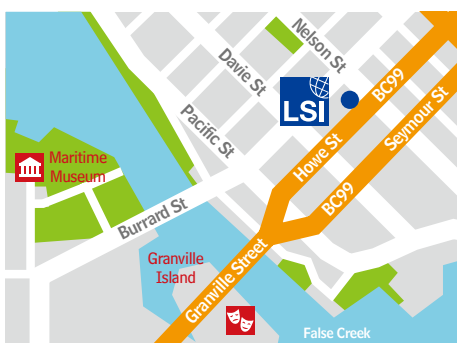 Nelson St
Davie St
BC99
LSI
Seymour St
Pacific St
Howe St
Maritime
Museum
BC99
Burrard St
Granville
Island
Granville Street
False Creek